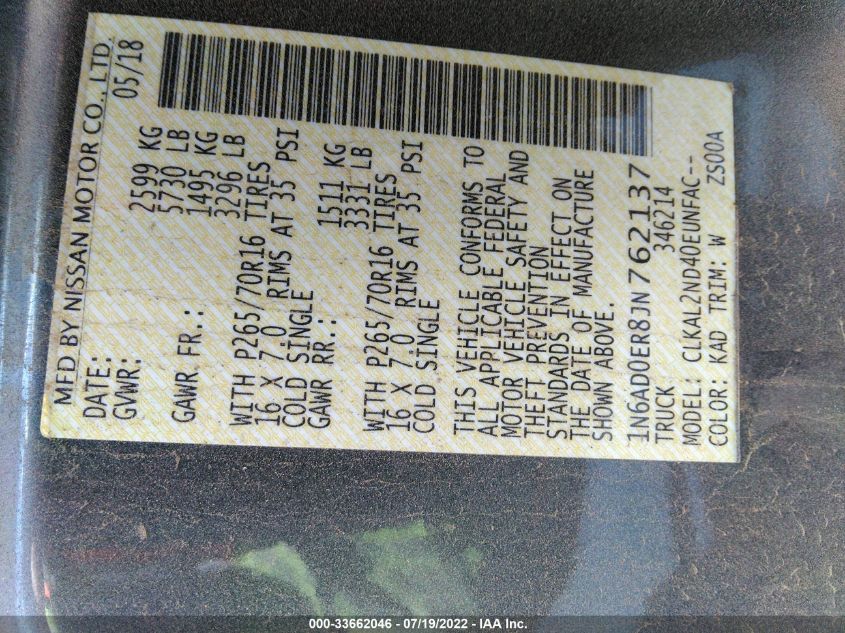 MFD BY NISSAN MOTOR CO., LTD.
DATE: 05/18
GVWR: 2599 KG
5730 LB
GAWR FR.: 1495 KG
3296 LB
WITH P265/70R16 TIRES
16 X 7.0 RIMS AT 35 PSI
COLD SINGLE
GAWR RR.: 1511 KG
3331 LB
WITH P265/70R16 TIRES
16 X 7.0 RIMS AT 35 PSI
COLD SINGLE
THIS VEHICLE CONFORMS TO
ALL APPLICABLE FEDERAL
MOTOR VEHICLE SAFETY AND
THEFT PREVENTION
STANDARDS IN EFFECT ON
THE DATE OF MANUFACTURE
SHOWN ABOVE.
1N6AD0ER8JN762137
TRUCK 346214
MODEL: CLKAL2ND40EUNFAC--
COLOR: KAD TRIM: W ZS00A
000-33662046 - 07/19/2022 - IAA Inc.